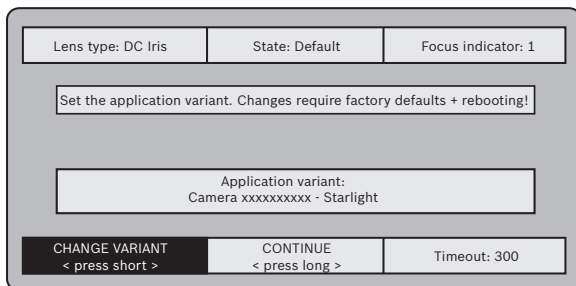 Lens type: DC Iris
State: Default
Focus indicator: 1
Set the application variant. Changes require factory defaults + rebooting!
Application variant:
Camera xxxxxxxxxx - Starlight
CHANGE VARIANT
< press short >
CONTINUE
< press long >
Timeout: 300